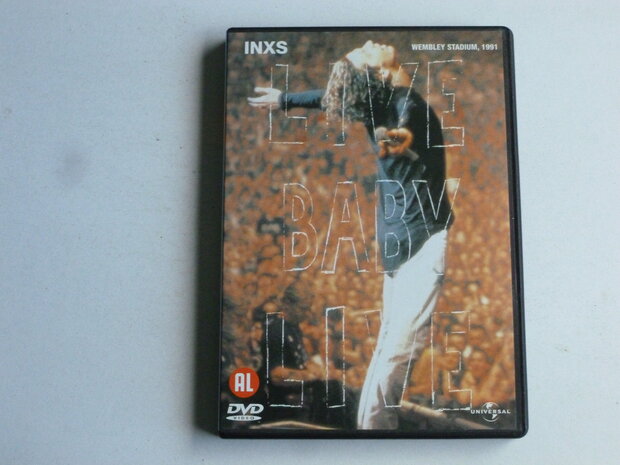 INXS
WEMBLEY STADIUM, 1991
LIVE
BABY
LIVE
AL
DVD
VIDEO
UNIVERSAL